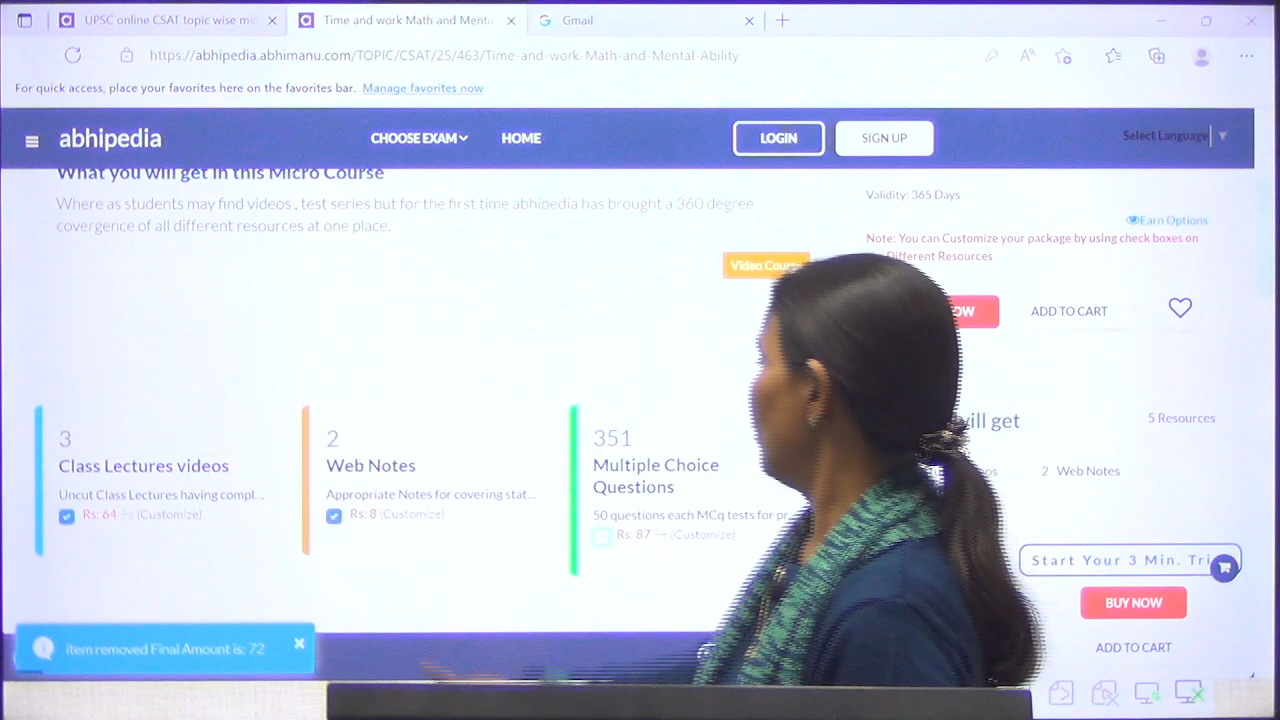 UPSC online CSAT topic wise mi
Time and work Math and Menta
Gmail
https://abhipedia.abhimanu.com/TOPIC/CSAT/25/463/Time-and-work-Math-and-Mental-Ability
For quick access, place your favorites here on the favorites bar. Manage favorites now
abhipedia
CHOOSE EXAM
HOME
LOGIN
SIGN UP
Select Language
What you will get in this Micro Course
Where as students may find videos , test series but for the first time abhipedia has brought a 360 degree
covergence of all different resources at one place.
Video Cours
Validity: 365 Days
Earn Options
Note: You can Customize your package by using check boxes on
Different Resources
OW
ADD TO CART
3
Class Lectures videos
Uncut Class Lectures having compl...
Rs: 64 (Customize)
2
Web Notes
Appropriate Notes for covering stat...
Rs: 8 (Customize)
351
Multiple Choice
Questions
50 questions each MCq tests for pr
Rs: 87 (Customize)
will get
5 Resources
os
2 Web Notes
Start Your 3 Min. Tri
BUY NOW
ADD TO CART
item removed Final Amount is: 72